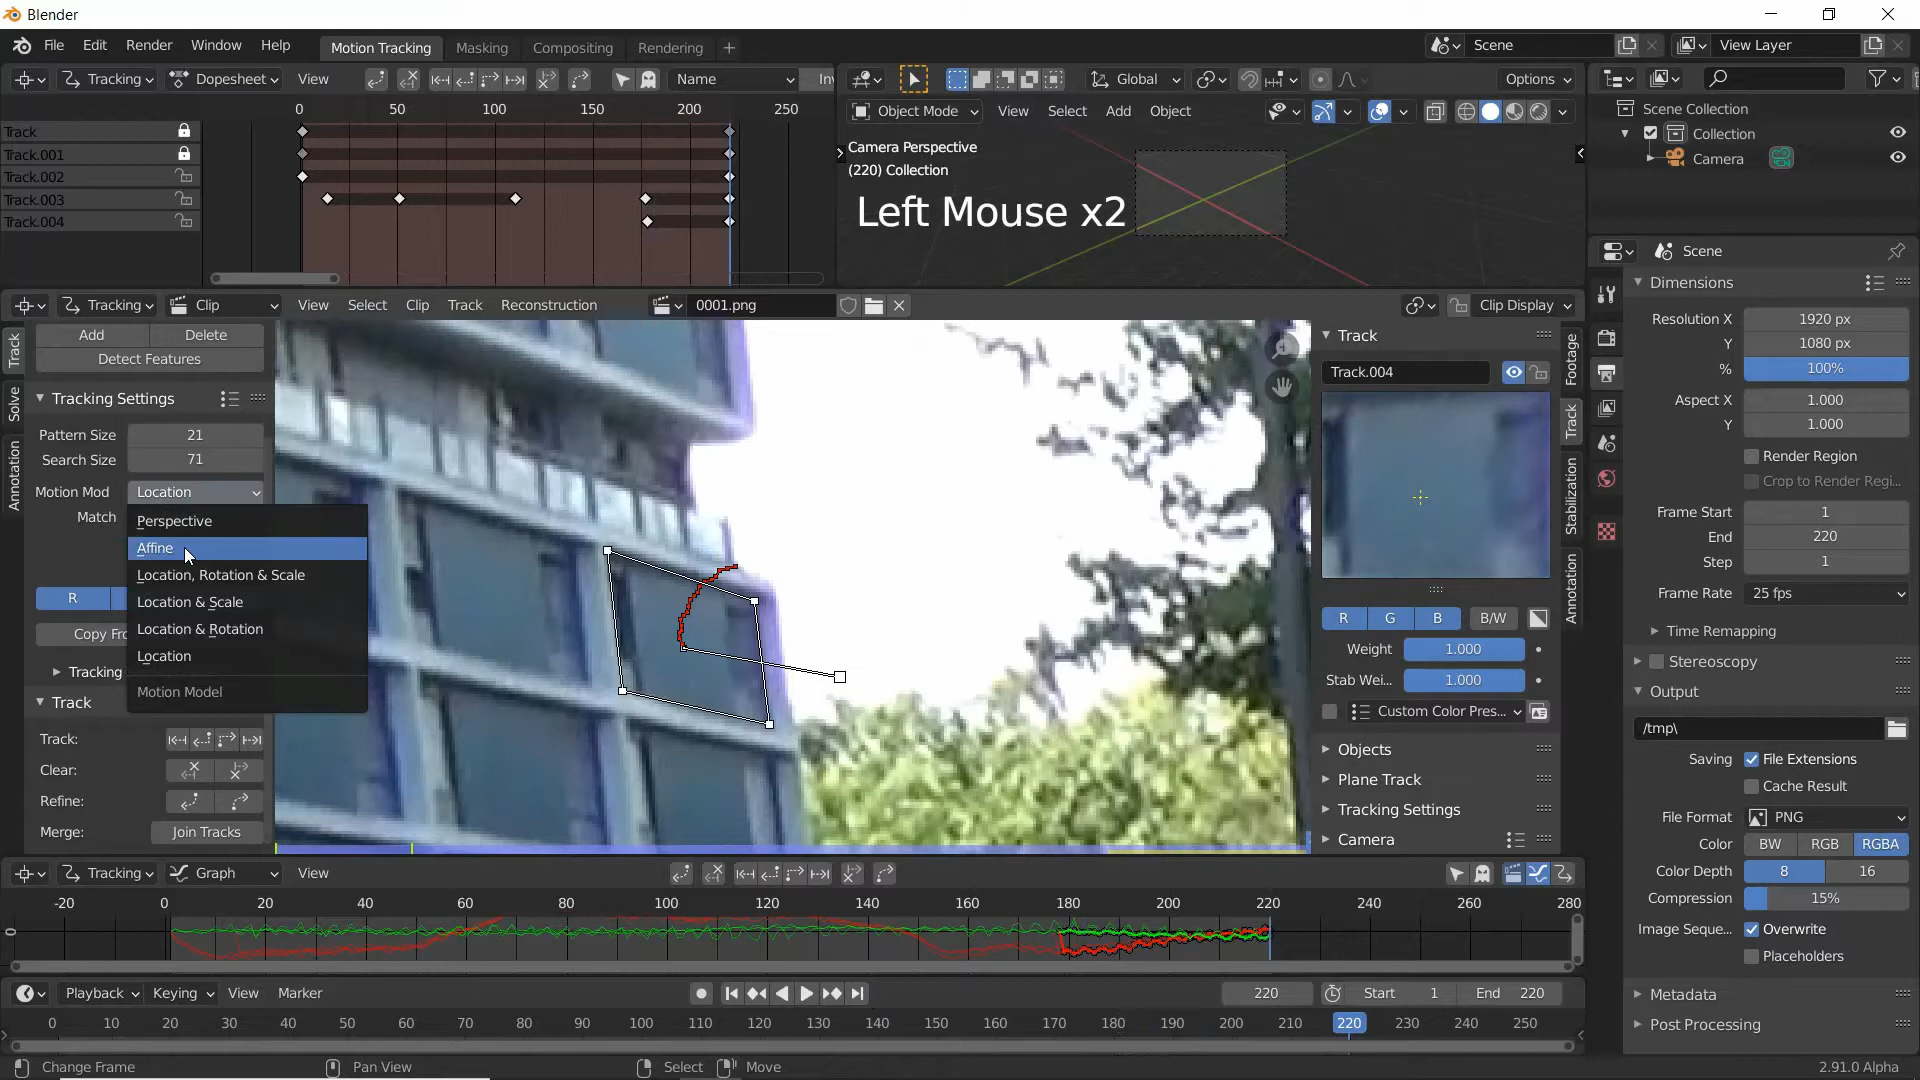 Blender
File Edit Render Window Help Motion Tracking Masking Compositing Rendering + Scene View Layer
Tracking Dopesheet View Name Inv Global Options
0 50 100 150 200 250
Object Mode View Select Add Object
Track
Track.001
Track.002
Track.003
Track.004
Camera Perspective
(220) Collection
Left Mouse x2
Scene Collection
Collection
Camera
Tracking Clip View Select Clip Track Reconstruction 0001.png Clip Display
Track
Solve
Annotation
Add Delete
Detect Features
Tracking Settings
Pattern Size 21
Search Size 71
Motion Mod Location
Match
Perspective
Affine
Location, Rotation & Scale
Location & Scale
Location & Rotation
Location
Motion Model
R
Copy Fro
Tracking
Track
Track:
Clear:
Refine:
Merge: Join Tracks
Track
Track.004
R G B B/W
Weight 1.000
Stab Wei... 1.000
Custom Color Pres...
Objects
Plane Track
Tracking Settings
Camera
Footage
Track
Stabilization
Annotation
Scene
Dimensions
Resolution X 1920 px
Y 1080 px
% 100%
Aspect X 1.000
Y 1.000
Render Region
Crop to Render Regi...
Frame Start 1
End 220
Step 1
Frame Rate 25 fps
Time Remapping
Stereoscopy
Output
/tmp\
Saving File Extensions
Cache Result
File Format PNG
Color BW RGB RGBA
Color Depth 8 16
Compression 15%
Image Seque... Overwrite
Placeholders
Metadata
Post Processing
Tracking Graph View
-20 0 20 40 60 80 100 120 140 160 180 200 220 240 260 280
0
Playback Keying View Marker 220 Start 1 End 220
0 10 20 30 40 50 60 70 80 90 100 110 120 130 140 150 160 170 180 190 200 210 220 230 240 250
Change Frame Pan View Select Move 2.91.0 Alpha